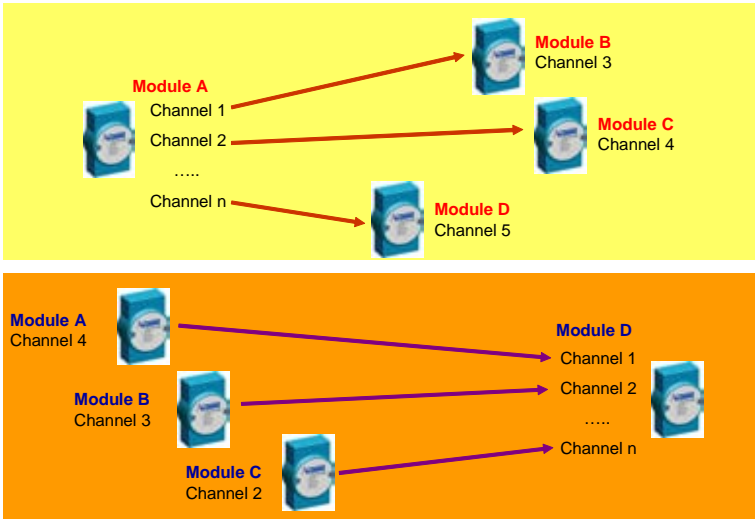 Module A
Channel 1
Channel 2
…..
Channel n
Module B
Channel 3
Module C
Channel 4
Module D
Channel 5
Module A
Channel 4
Module B
Channel 3
Module C
Channel 2
Module D
Channel 1
Channel 2
…..
Channel n